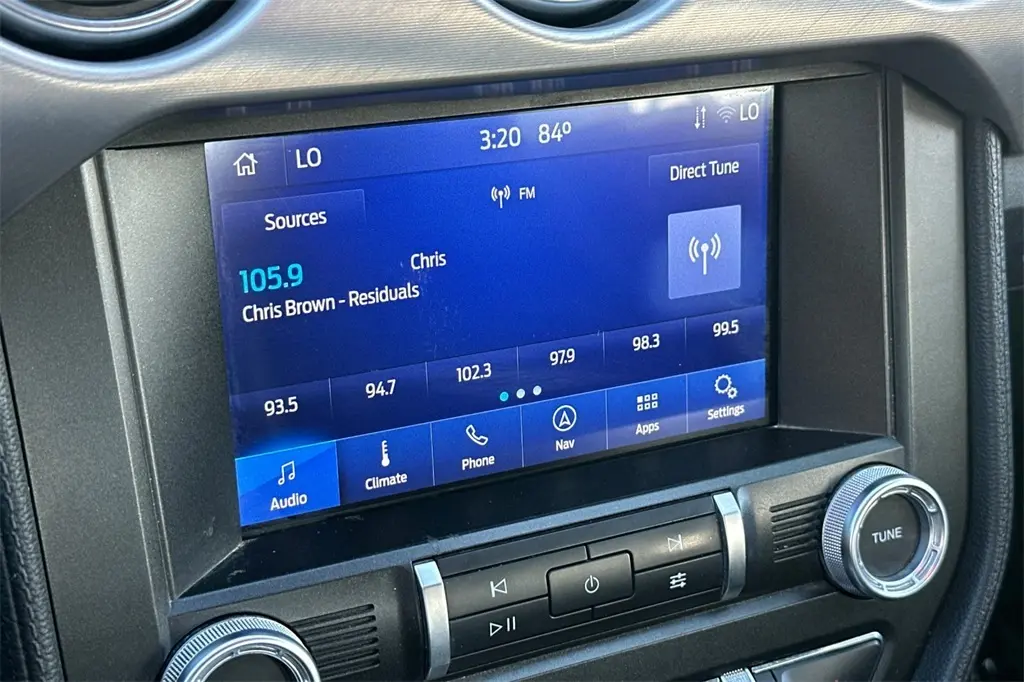 LO
3:20 84°
LO
FM
Direct Tune
Sources
105.9
Chris
Chris Brown - Residuals
93.5
94.7
102.3
97.9
98.3
99.5
Audio
Climate
Phone
Nav
Apps
Settings
TUNE